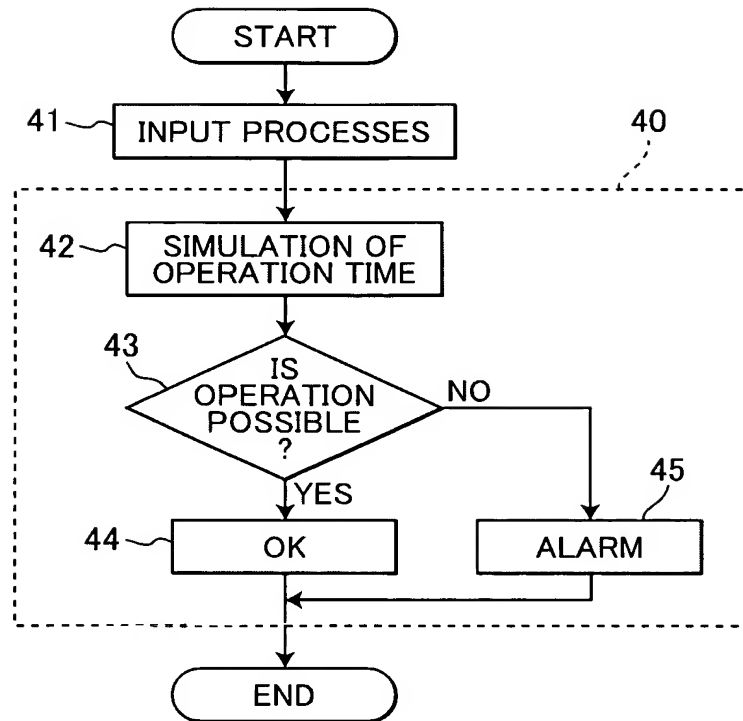 START
41
INPUT PROCESSES
40
42
SIMULATION OF
OPERATION TIME
43
IS
OPERATION
POSSIBLE
?
NO
YES
45
44
OK
ALARM
END